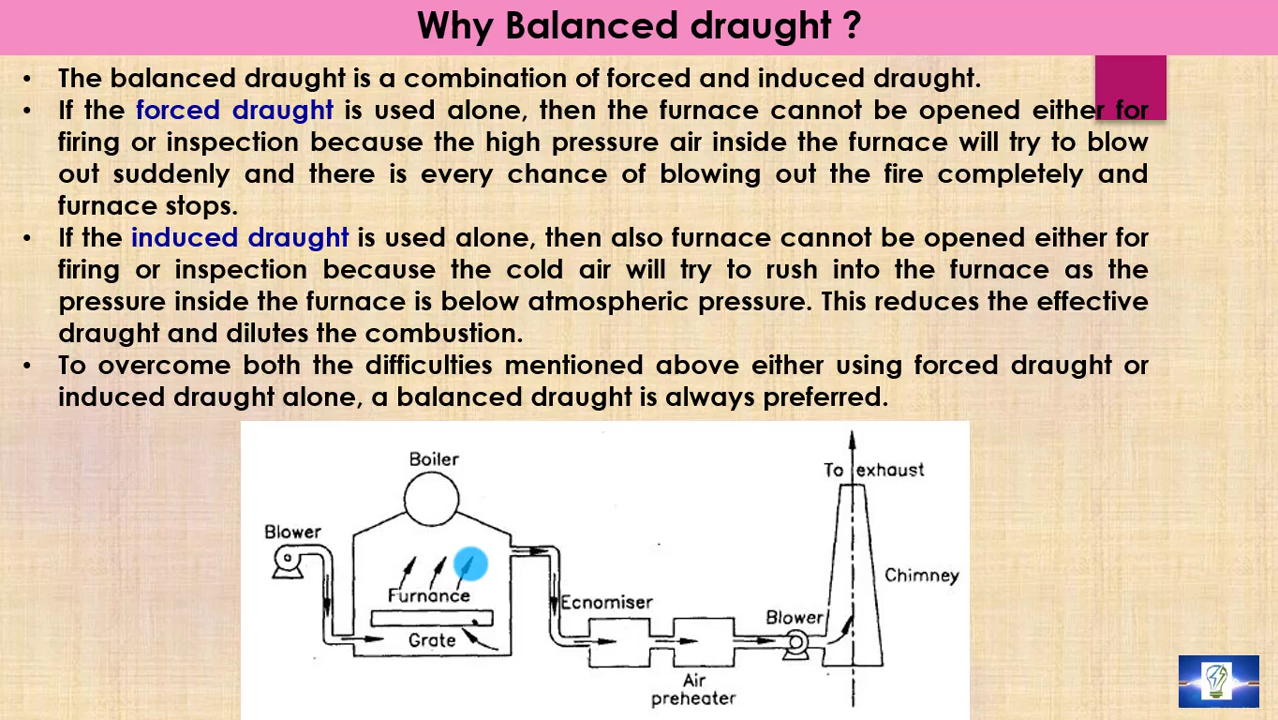 Why Balanced draught ?
• The balanced draught is a combination of forced and induced draught.
• If the forced draught is used alone, then the furnace cannot be opened either for
firing or inspection because the high pressure air inside the furnace will try to blow
out suddenly and there is every chance of blowing out the fire completely and
furnace stops.
• If the induced draught is used alone, then also furnace cannot be opened either for
firing or inspection because the cold air will try to rush into the furnace as the
pressure inside the furnace is below atmospheric pressure. This reduces the effective
draught and dilutes the combustion.
• To overcome both the difficulties mentioned above either using forced draught or
induced draught alone, a balanced draught is always preferred.
Boiler
To exhaust
Blower
Chimney
Furnance
Ecnomiser
Blower
Grate
Air
preheater